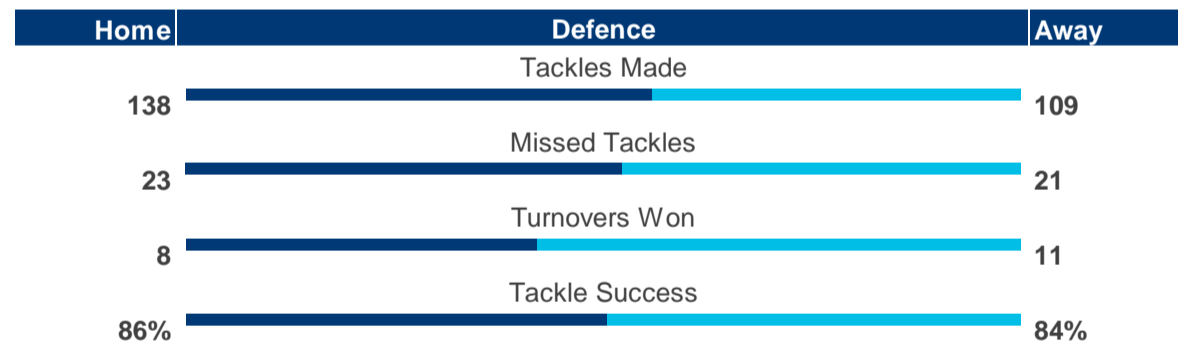 Home Defence Away
Tackles Made
138 109
Missed Tackles
23 21
Turnovers Won
8 11
Tackle Success
86% 84%